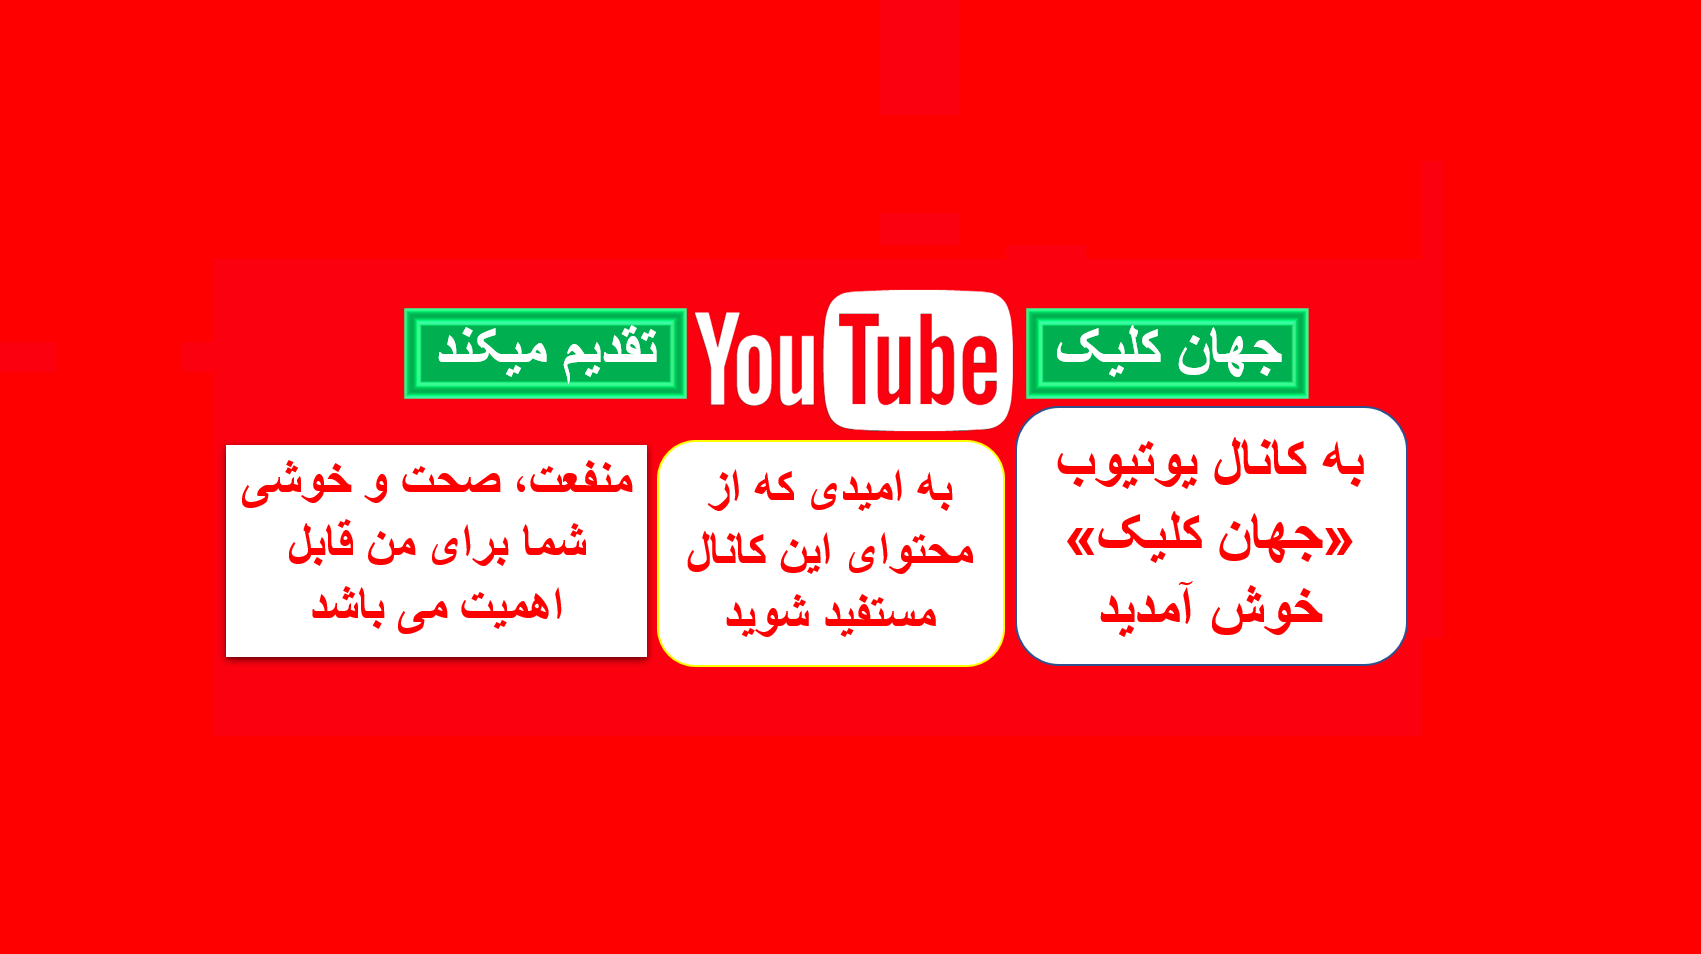 جهان کلیک
YouTube
تقدیم میکند
به کانال یوتیوب
«جهان کلیک»
خوش آمدید
به امیدی که از
محتوای این کانال
مستفید شوید
منفعت، صحت و خوشی
شما برای من قابل
اهمیت می باشد